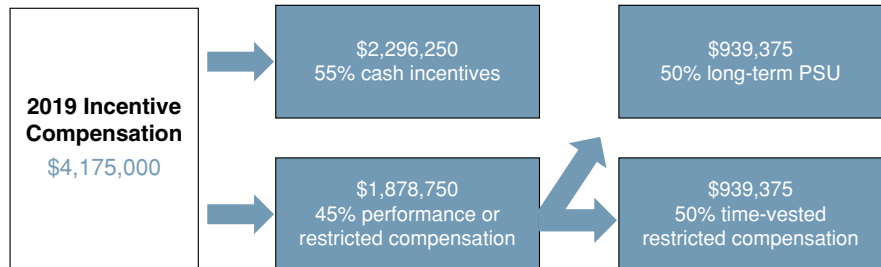 2019 Incentive
Compensation
$4,175,000
$2,296,250
55% cash incentives
$939,375
50% long-term PSU
$1,878,750
45% performance or
restricted compensation
$939,375
50% time-vested
restricted compensation